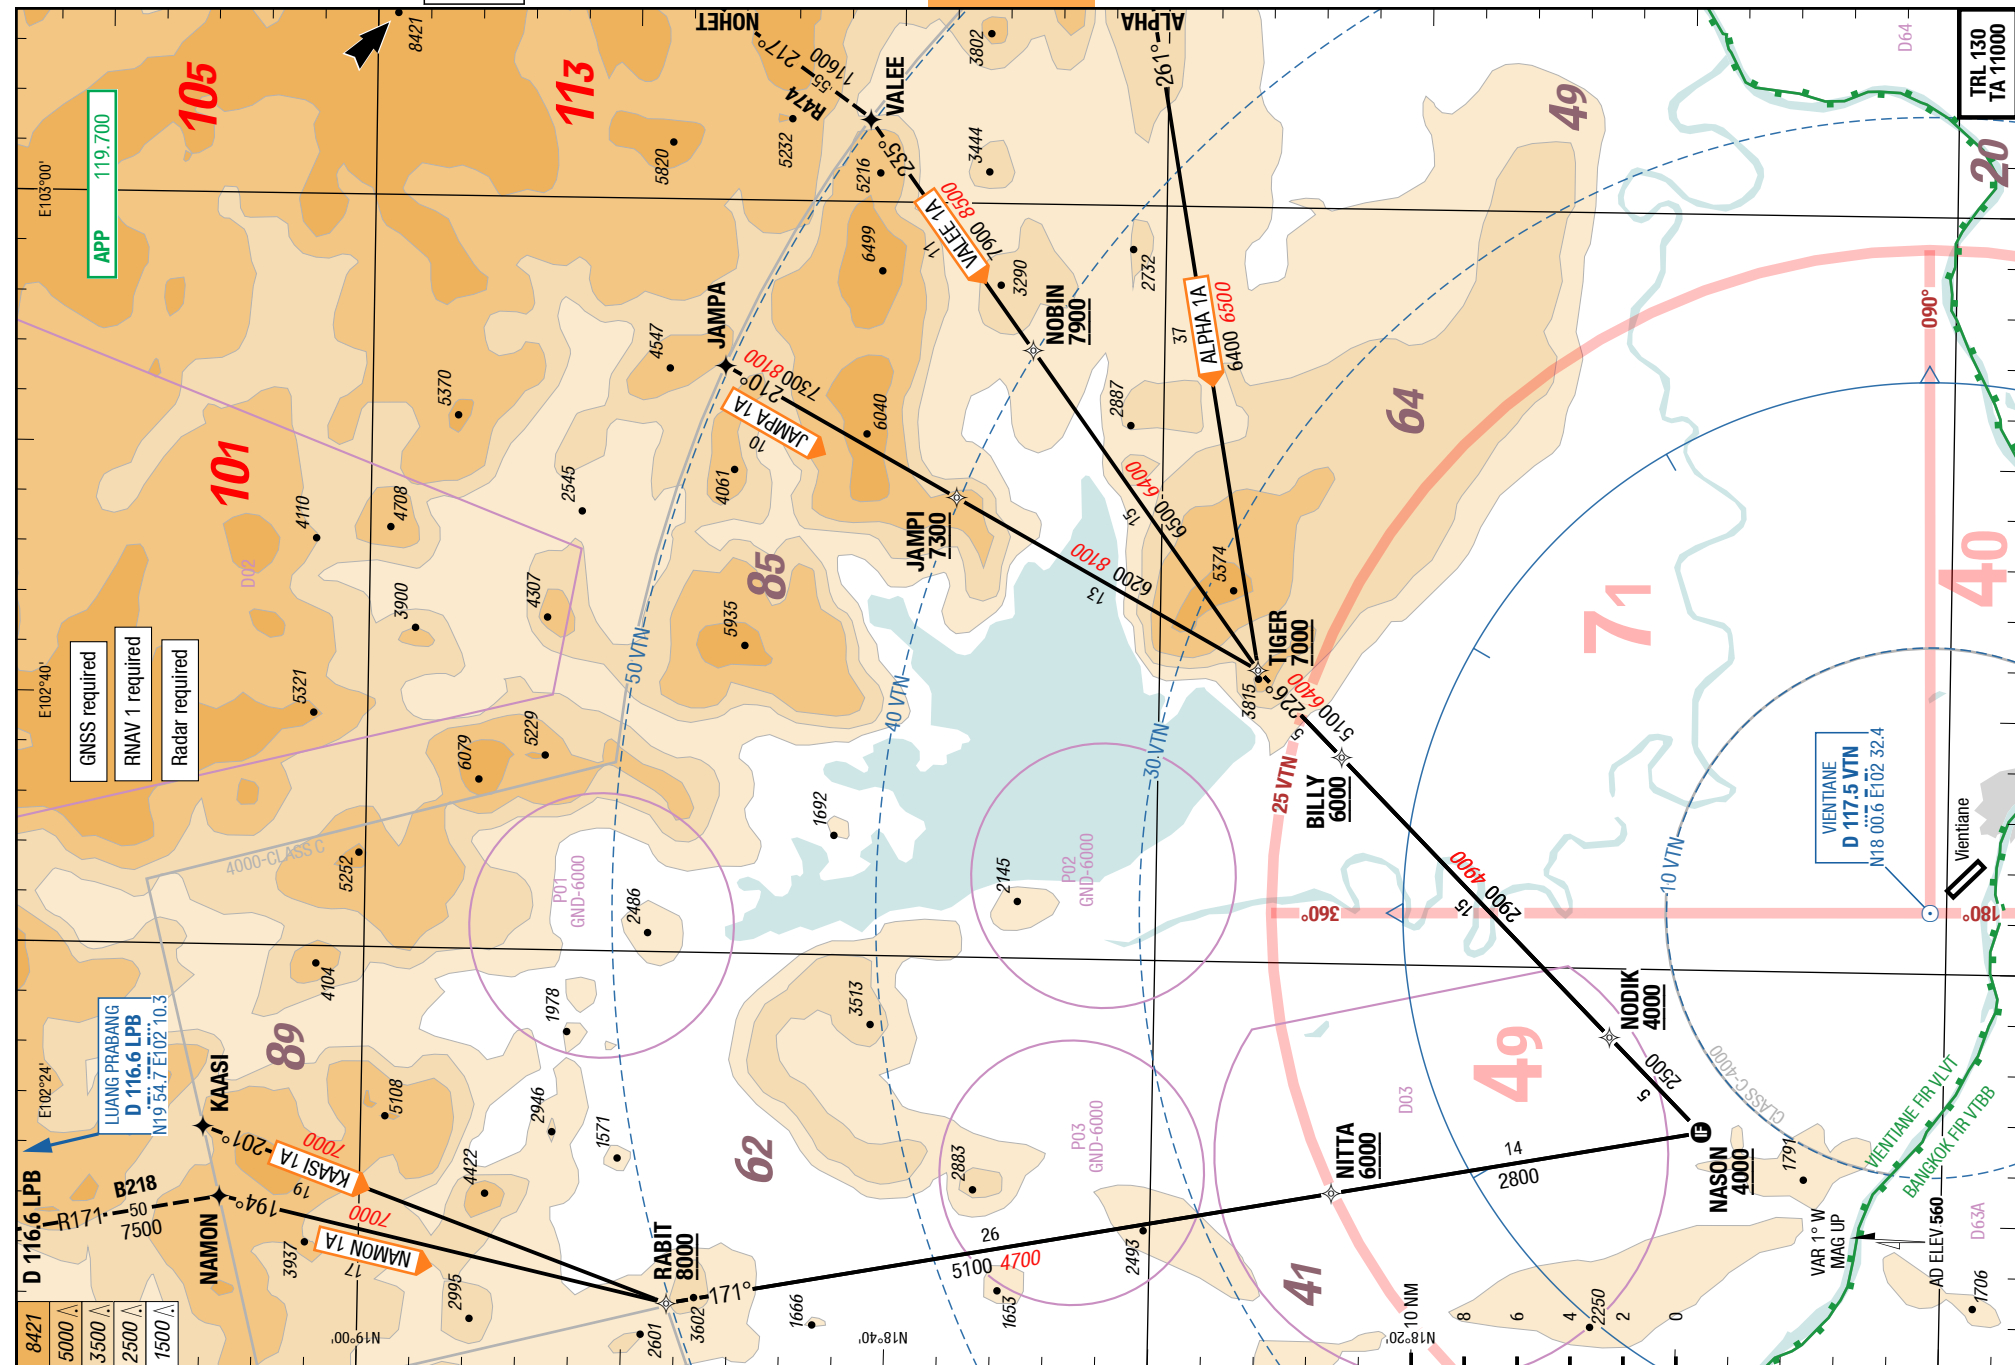 8421
NOHET
ALPHA
D64
TRL 130
TA 11000
105
113
APP 119.700
E103°00'
217°
55
11600
R474
VALEE
3802
261°
49
20
5820
5232
5216
235°
3444
VALEE 1A
8500
7900
11
6499
3290
2732
JAMPA
4547
NOBIN
7900
37
ALPHA 1A
6500
6400
090°
5370
210°
8100
7300
JAMPA 1A
10
6040
2887
64
101
D02
4110
4708
2545
4061
JAMPI
7300
6400
6500
15
8100
6200
13
5374
40
71
3900
4307
85
5935
50 VTN
E102°40'
GNSS required
RNAV 1 required
Radar required
5321
6079
5229
40 VTN
30 VTN
TIGER
7000
3815
226°
6400
5100
5
25 VTN
BILLY
6000
VIENTIANE
D 117.5 VTN
N18 00.6 E102 32.4
Vientiane
10 VTN
4000-CLASS C
5252
1692
P01
GND-6000
2486
2145
P02
GND-6000
4900
2900
15
360°
180°
4104
1978
3513
NODIK
4000
49
LUANG PRABANG
D 116.6 LPB
N19 54.7 E102 10.3
E102°24'
89
KAASI
5108
2946
1571
62
P03
GND-6000
D03
2500
5
CLASS C-4000
VIENTIANE FIR VLVT
BANGKOK FIR VTBB
201°
7000
KAASI 1A
19
4422
2883
NITTA
6000
14
2800
NASON
4000
IF
1791
D 116.6 LPB
R171
B218
50
7500
NAMON
194°
7000
NAMON 1A
17
3937
2995
RABIT
8000
171°
3602
2601
26
5100 4700
2493
1653
1666
41
VAR 1° W
MAG UP
AD ELEV 560
D63A
1706
2250
10 NM
8
6
4
2
0
N19°00'
N18°40'
N18°20'
8421
5000
3500
2500
1500